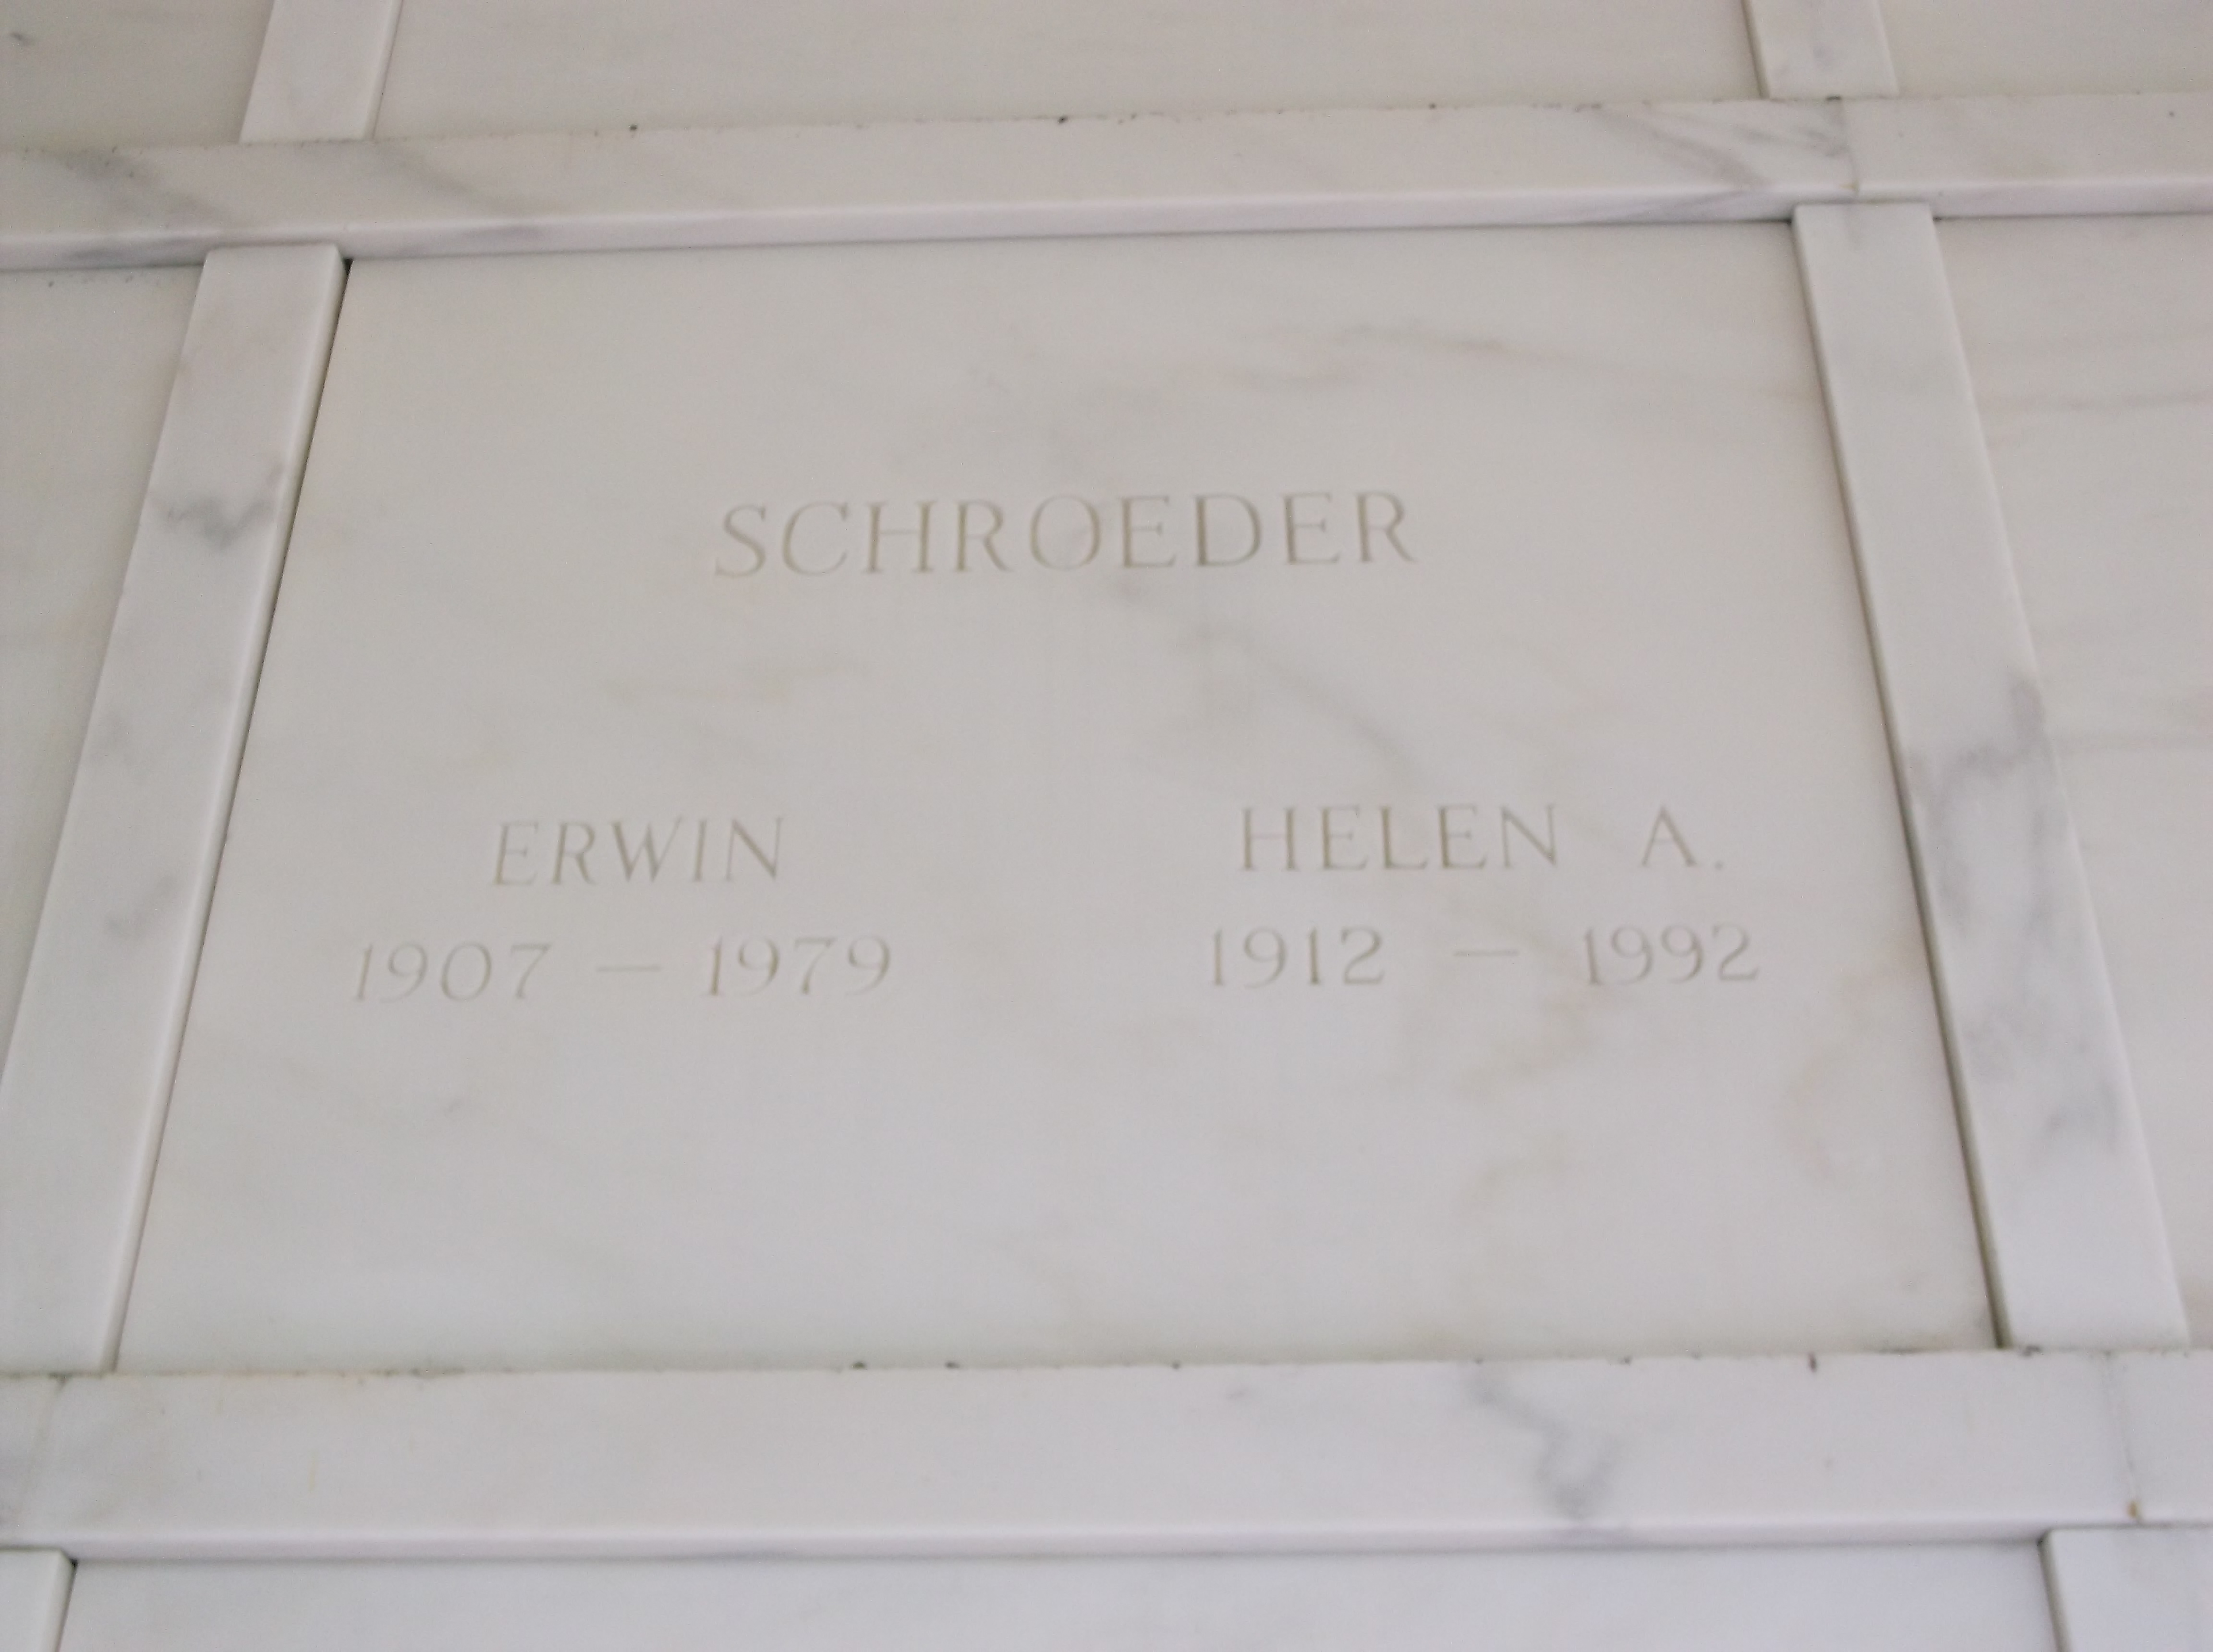 SCHROEDER
ERWIN
1907 — 1979
HELEN A.
1912 — 1992